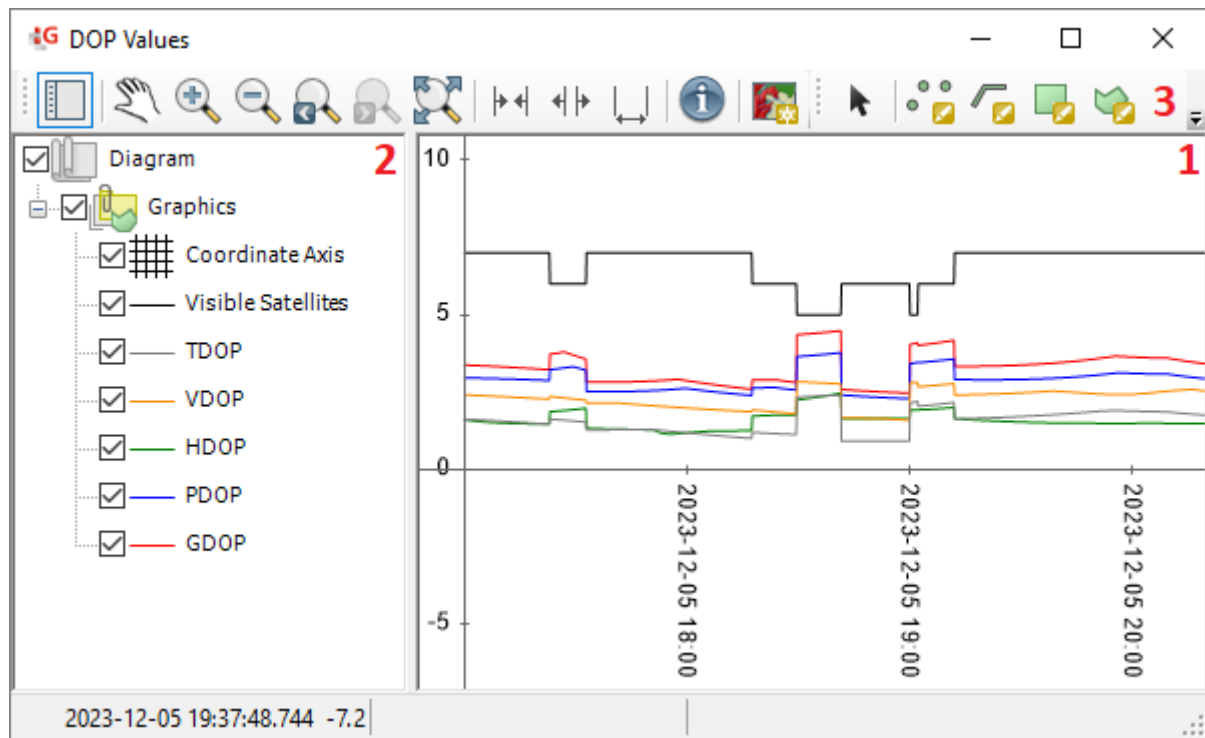 DOP Values
3
Diagram
2
Graphics
Coordinate Axis
Visible Satellites
TDOP
VDOP
HDOP
PDOP
GDOP
1
10
5
0
-5
2023-12-05 18:00
2023-12-05 19:00
2023-12-05 20:00
2023-12-05 19:37:48.744 -7.2